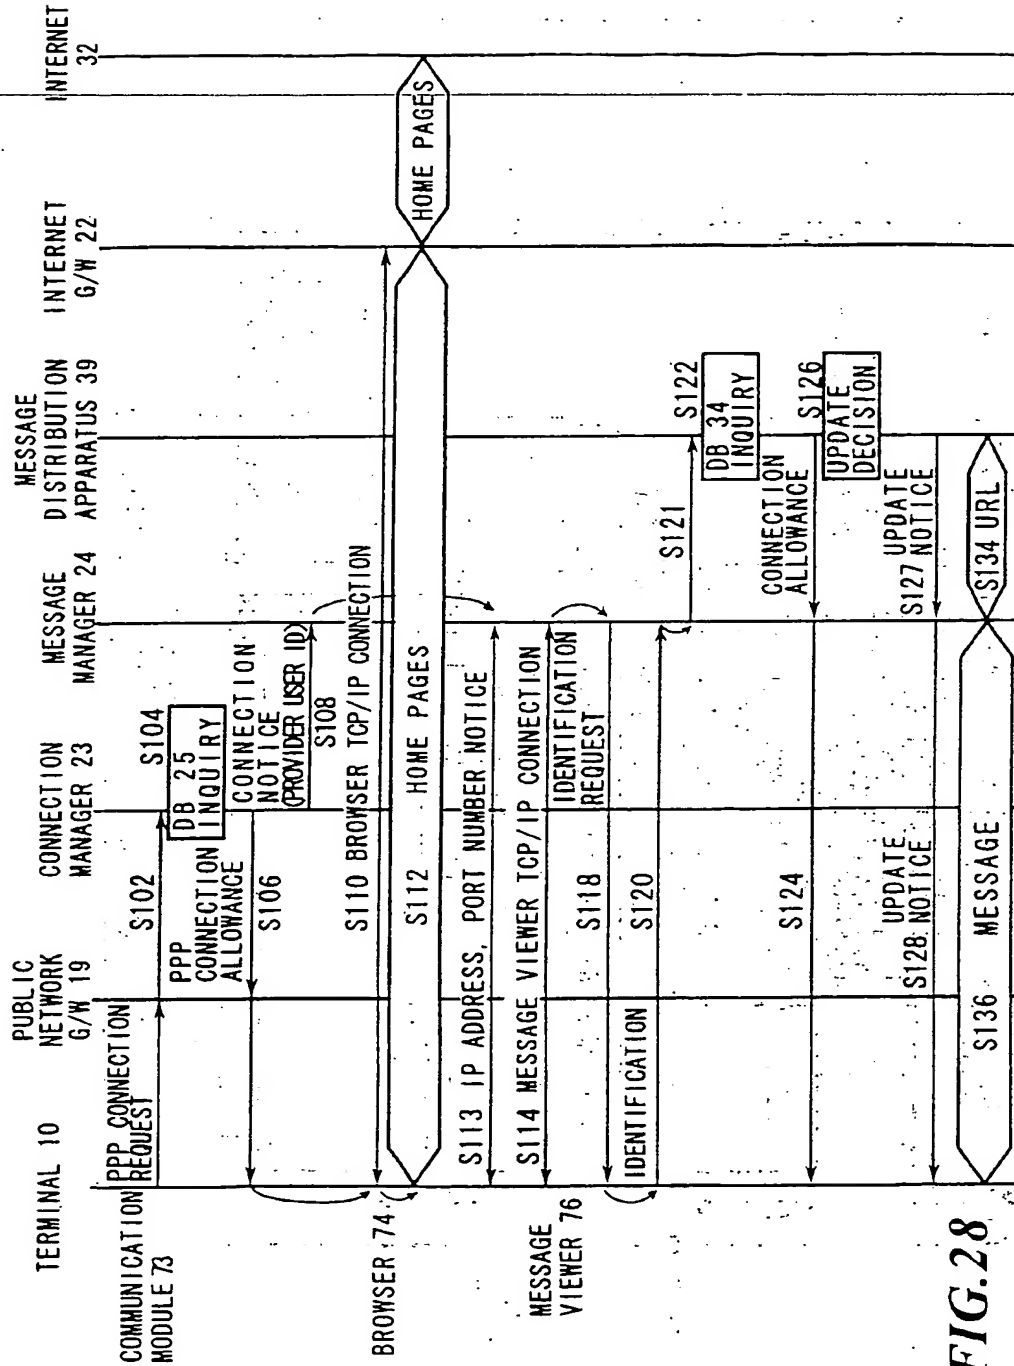 TERMINAL 10
PUBLIC
NETWORK
G/W 19
CONNECTION
MANAGER 23
MESSAGE
MANAGER 24
MESSAGE
DISTRIBUTION
APPARATUS 39
INTERNET
G/W 22
INTERNET
32
COMMUNICATION
MODULE 73
PPP CONNECTION
REQUEST
S102
S104
DB 25
INQUIRY
PPP
CONNECTION
ALLOWANCE
S106
CONNECTION
NOTICE
(PROVIDER USER ID)
S108
S110 BROWSER TCP/IP CONNECTION
BROWSER 74
S112 HOME PAGES
HOME PAGES
S113 IP ADDRESS, PORT NUMBER NOTICE
S114 MESSAGE VIEWER TCP/IP CONNECTION
MESSAGE
VIEWER 76
IDENTIFICATION
REQUEST
S118
IDENTIFICATION
S120
S121
S122
DB 34
INQUIRY
CONNECTION
ALLOWANCE
S124
S126
UPDATE
DECISION
UPDATE
S127 NOTICE
UPDATE
S128 NOTICE
S134 URL
S136 MESSAGE
FIG.28